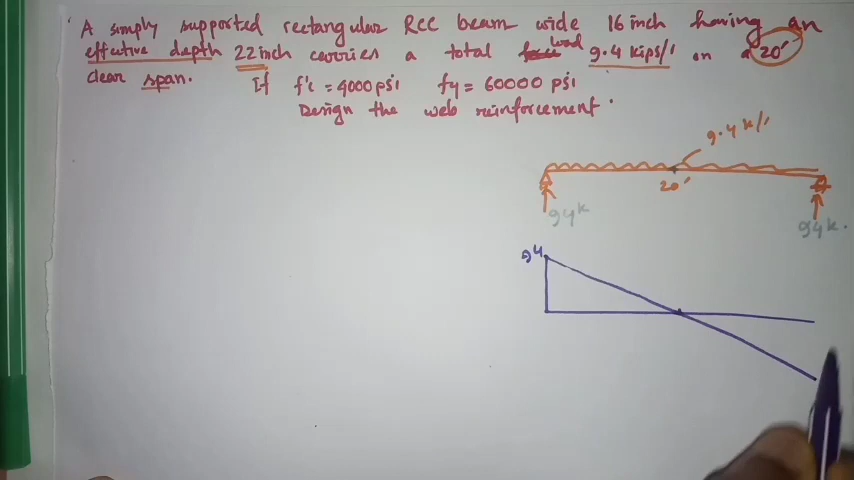 A simply supported rectangular RCC beam wide 16 inch having an
effective depth 22 inch carries a total load 9.4 kips/' on a 20'
clear span. If f'c = 4000 psi fy = 60000 psi
Design the web reinforcement.
9.4 k/'
20'
94k
94k.
94